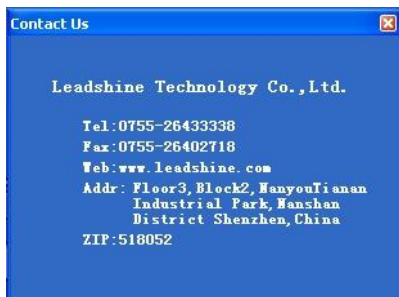 Contact Us
Leadshine Technology Co.,Ltd.
Tel:0755-26433338
Fax:0755-26402718
Web:www.leadshine.com
Addr: Floor3,Block2,NanyouTianan
Industrial Park,Nanshan
District Shenzhen,China
ZIP:518052